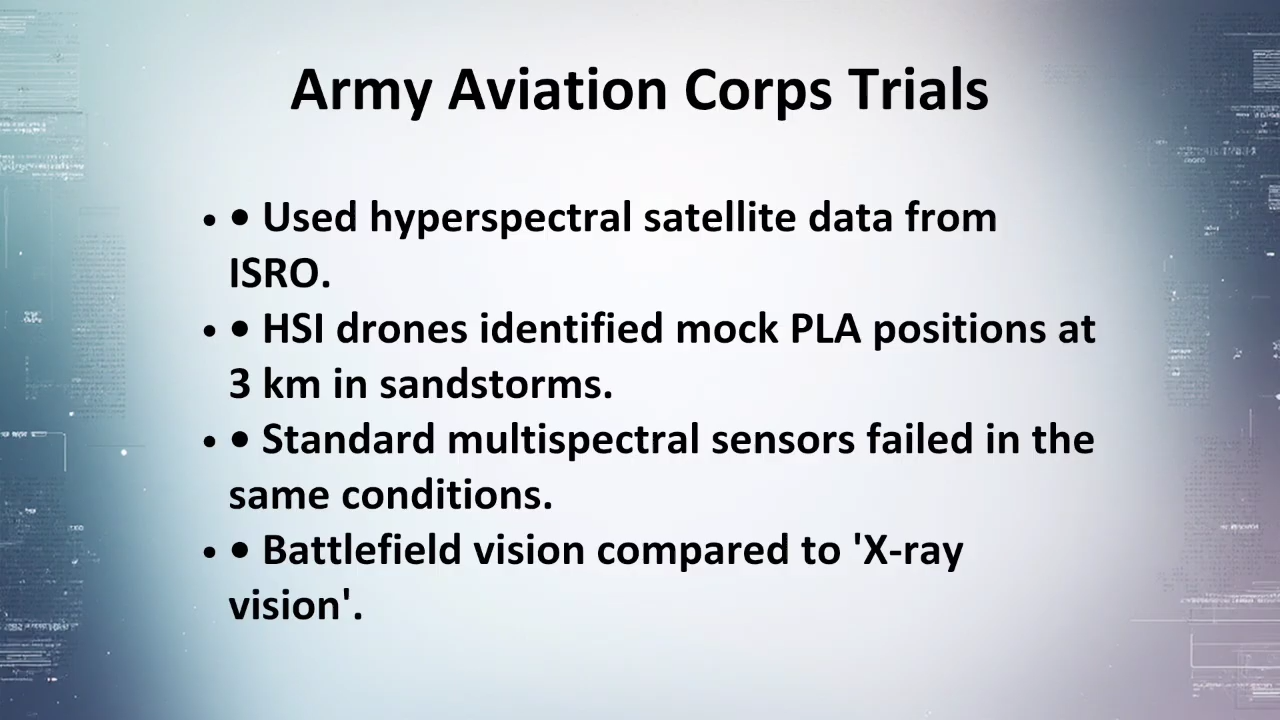 Army Aviation Corps Trials
• • Used hyperspectral satellite data from
ISRO.
• • HSI drones identified mock PLA positions at
3 km in sandstorms.
• • Standard multispectral sensors failed in the
same conditions.
• • Battlefield vision compared to 'X-ray
vision'.